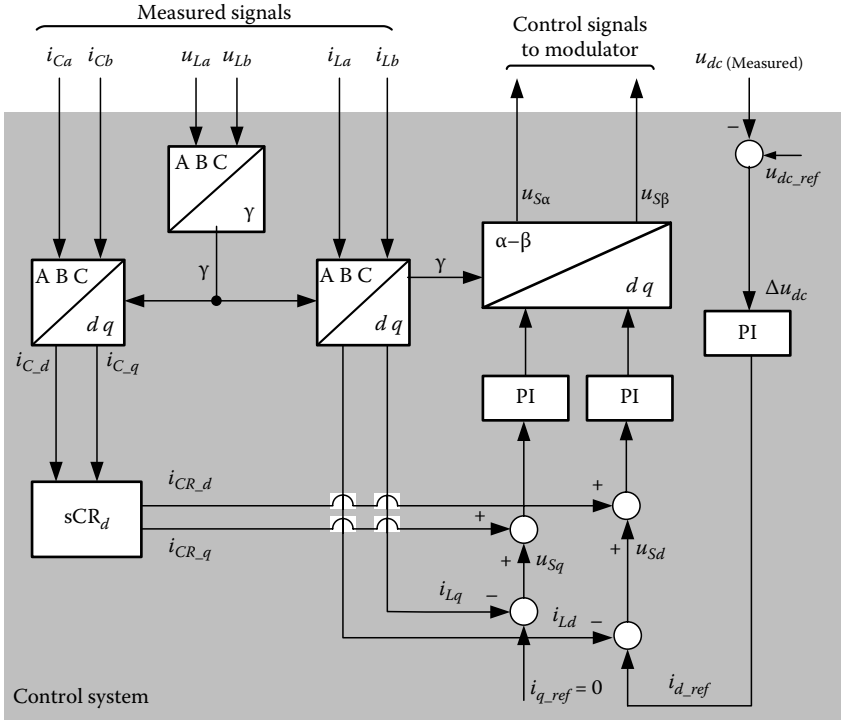 Measured signals
Control signals
to modulator
i_Ca i_Cb u_La u_Lb i_La i_Lb u_dc (Measured)
−
A B C
γ
u_dc_ref
u_Sα u_Sβ
α−β
d q
γ
A B C
d q
γ
A B C
d q
Δu_dc
PI
i_C_d i_C_q
PI
PI
sCR_d
i_CR_d
+
i_CR_q
+
+
u_Sq
+
u_Sd
i_Lq
−
i_Ld
−
i_q_ref = 0
i_d_ref
Control system